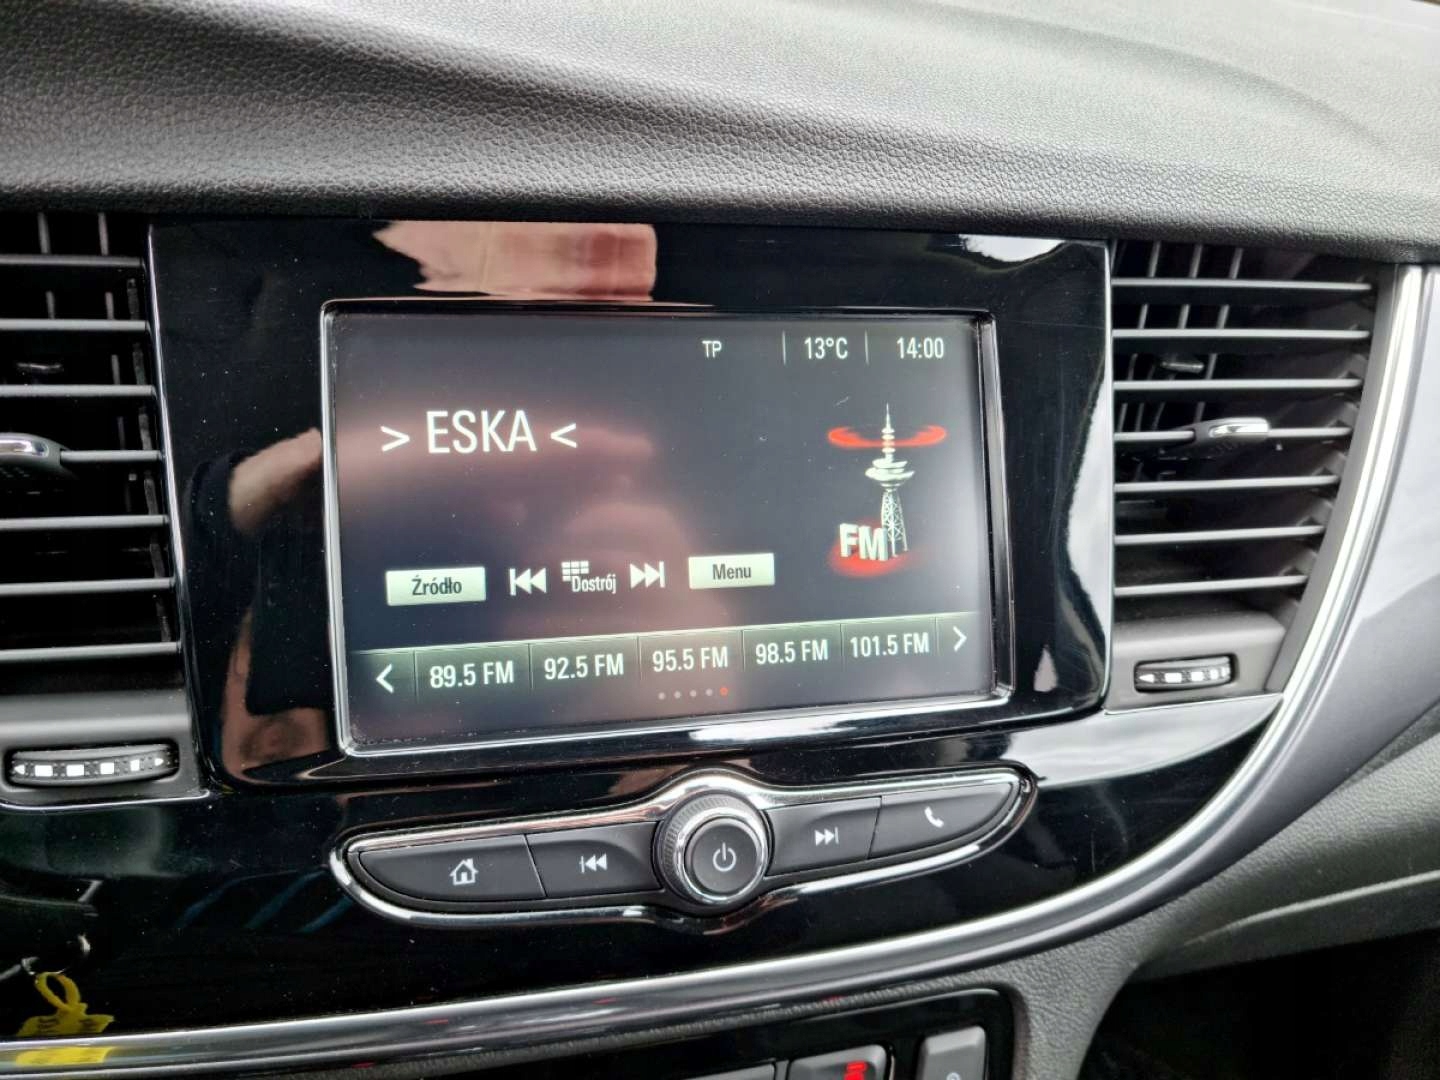 TP 13°C 14:00
> ESKA <
FM
Źródło Dostrój Menu
< 89.5 FM 92.5 FM 95.5 FM 98.5 FM 101.5 FM >